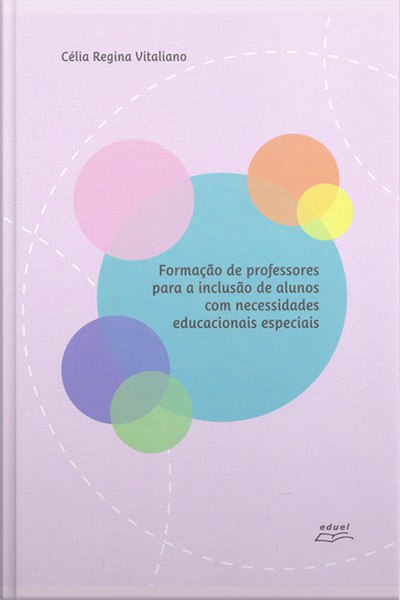 Célia Regina Vitaliano
Formação de professores
para a inclusão de alunos
com necessidades
educacionais especiais
eduel